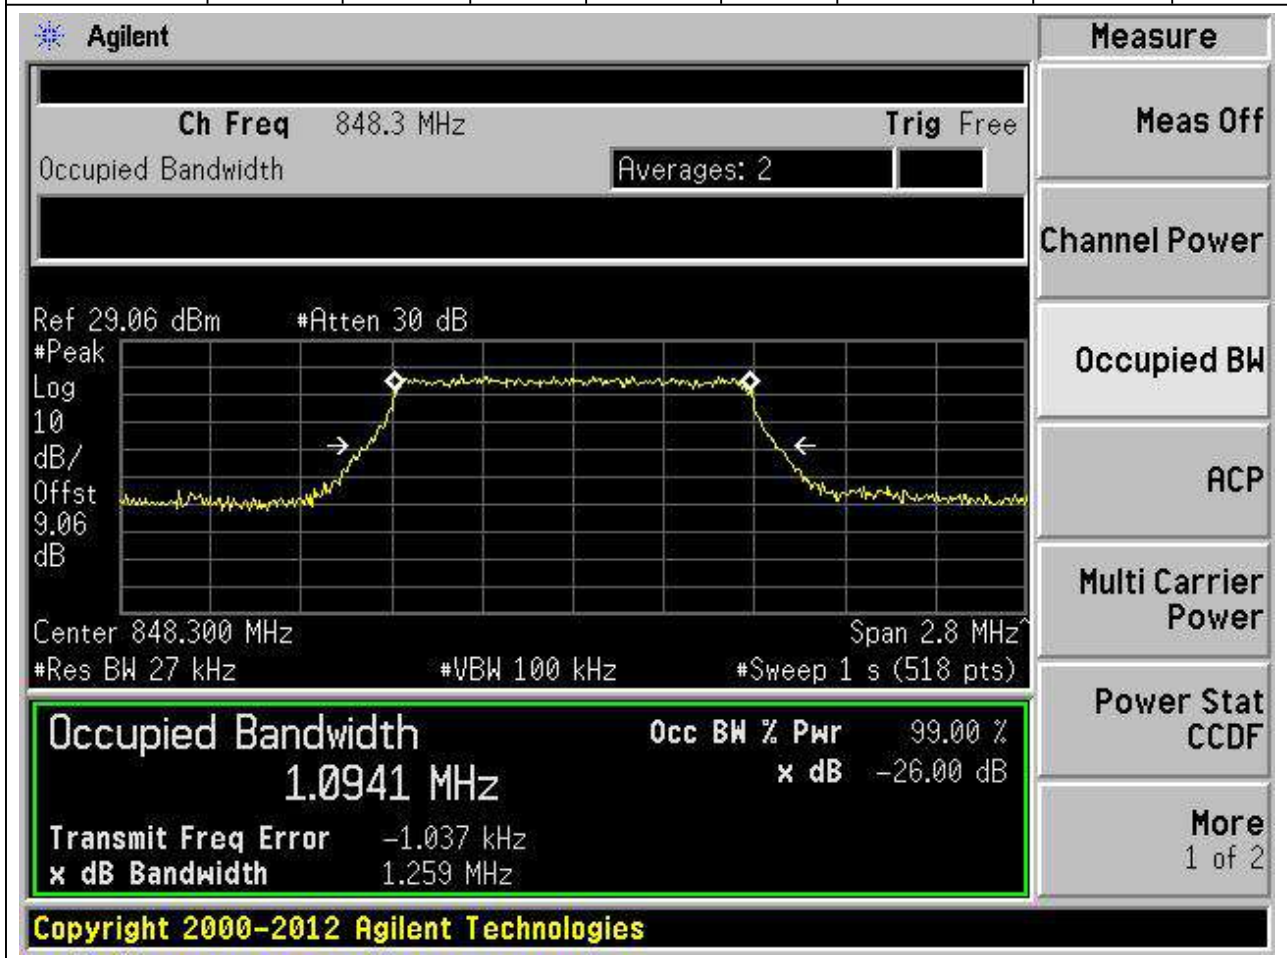 Agilent
Measure
Ch Freq 848.3 MHz Trig Free
Meas Off
Occupied Bandwidth Averages: 2
Channel Power
Ref 29.06 dBm #Atten 30 dB
#Peak
Log
10
dB/
Offst
9.06
dB
Occupied BW
ACP
Multi Carrier
Power
Center 848.300 MHz Span 2.8 MHz^
#Res BW 27 kHz #VBW 100 kHz #Sweep 1 s (518 pts)
Power Stat
CCDF
Occupied Bandwidth Occ BW % Pwr 99.00 %
1.0941 MHz x dB -26.00 dB
Transmit Freq Error -1.037 kHz
x dB Bandwidth 1.259 MHz
More
1 of 2
Copyright 2000-2012 Agilent Technologies